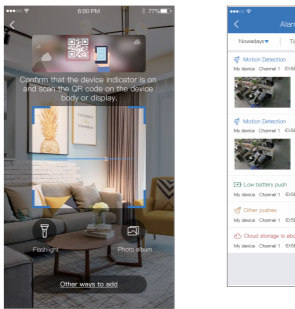 6:00 PM
77%
Confirm that the device indicator is on
and scan the QR code on the device
body or display.
Flashlight
Photo album
Other ways to add
Alar
Nowadays
Motion Detection
My device Channel 1
Motion Detection
My device Channel 1
Low battery push
My device Channel 1
Other pushes
My device Channel 1
Cloud storage is abo
My device Channel 1